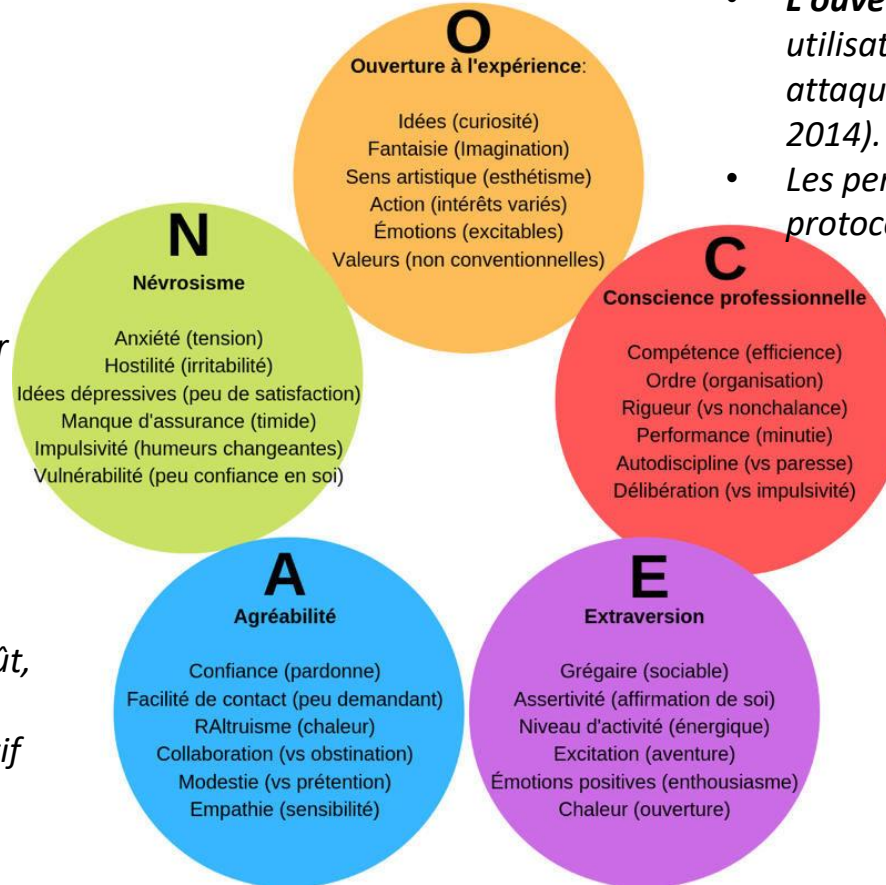 O
Ouverture à l'expérience:
Idées (curiosité)
Fantaisie (Imagination)
Sens artistique (esthétisme)
Action (intérêts variés)
Émotions (excitables)
Valeurs (non conventionnelles)
•
utilisat
attaqu
2014).
• Les per
protoco
C
Conscience professionnelle
Compétence (efficience)
Ordre (organisation)
Rigueur (vs nonchalance)
Performance (minutie)
Autodiscipline (vs paresse)
Délibération (vs impulsivité)
E
Extraversion
Grégaire (sociable)
Assertivité (affirmation de soi)
Niveau d'activité (énergique)
Excitation (aventure)
Émotions positives (enthousiasme)
Chaleur (ouverture)
A
Agréabilité
Confiance (pardonne)
Facilité de contact (peu demandant)
RAltruisme (chaleur)
Collaboration (vs obstination)
Modestie (vs prétention)
Empathie (sensibilité)
N
Névrosisme
Anxiété (tension)
Hostilité (irritabilité)
Idées dépressives (peu de satisfaction)
Manque d'assurance (timide)
Impulsivité (humeurs changeantes)
Vulnérabilité (peu confiance en soi)
r
ût,
if